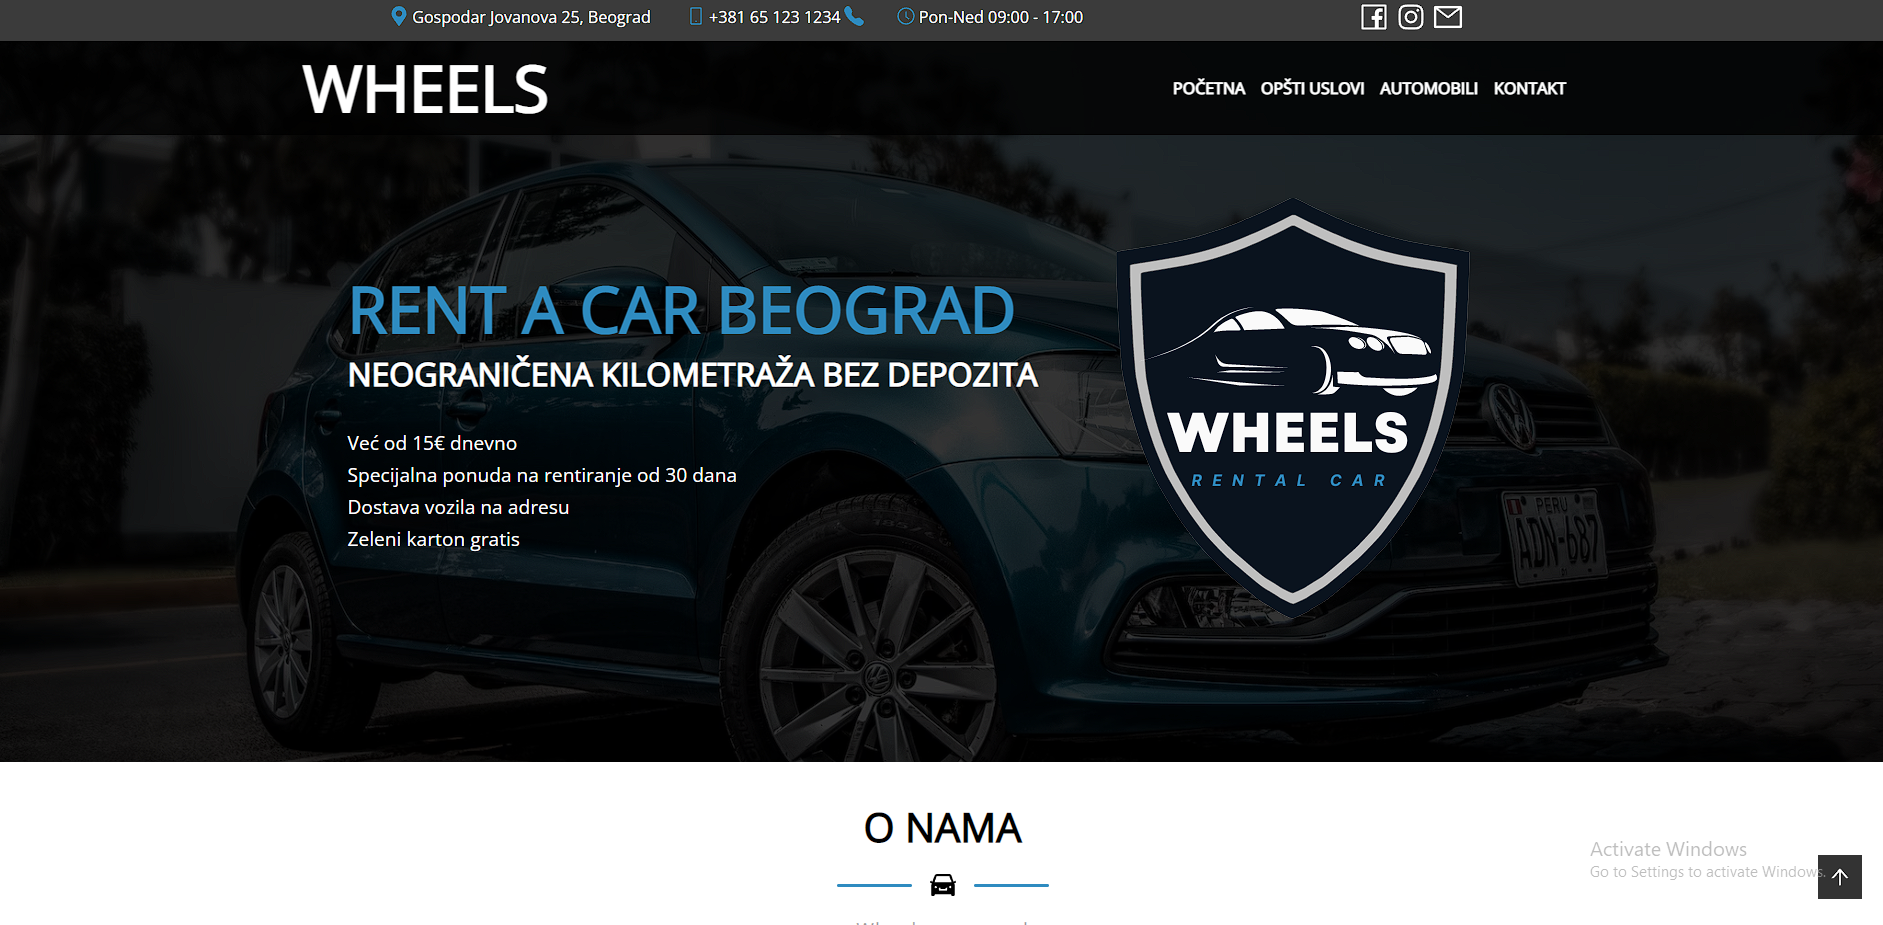 Gospodar Jovanova 25, Beograd +381 65 123 1234 Pon-Ned 09:00 - 17:00
WHEELS
POČETNA OPŠTI USLOVI AUTOMOBILI KONTAKT
RENT A CAR BEOGRAD
NEOGRANIČENA KILOMETRAŽA BEZ DEPOZITA
Već od 15€ dnevno
Specijalna ponuda na rentiranje od 30 dana
Dostava vozila na adresu
Zeleni karton gratis
WHEELS
RENTAL CAR
PERU
ADN-687
O NAMA
Activate Windows
Go to Settings to activate Windows.